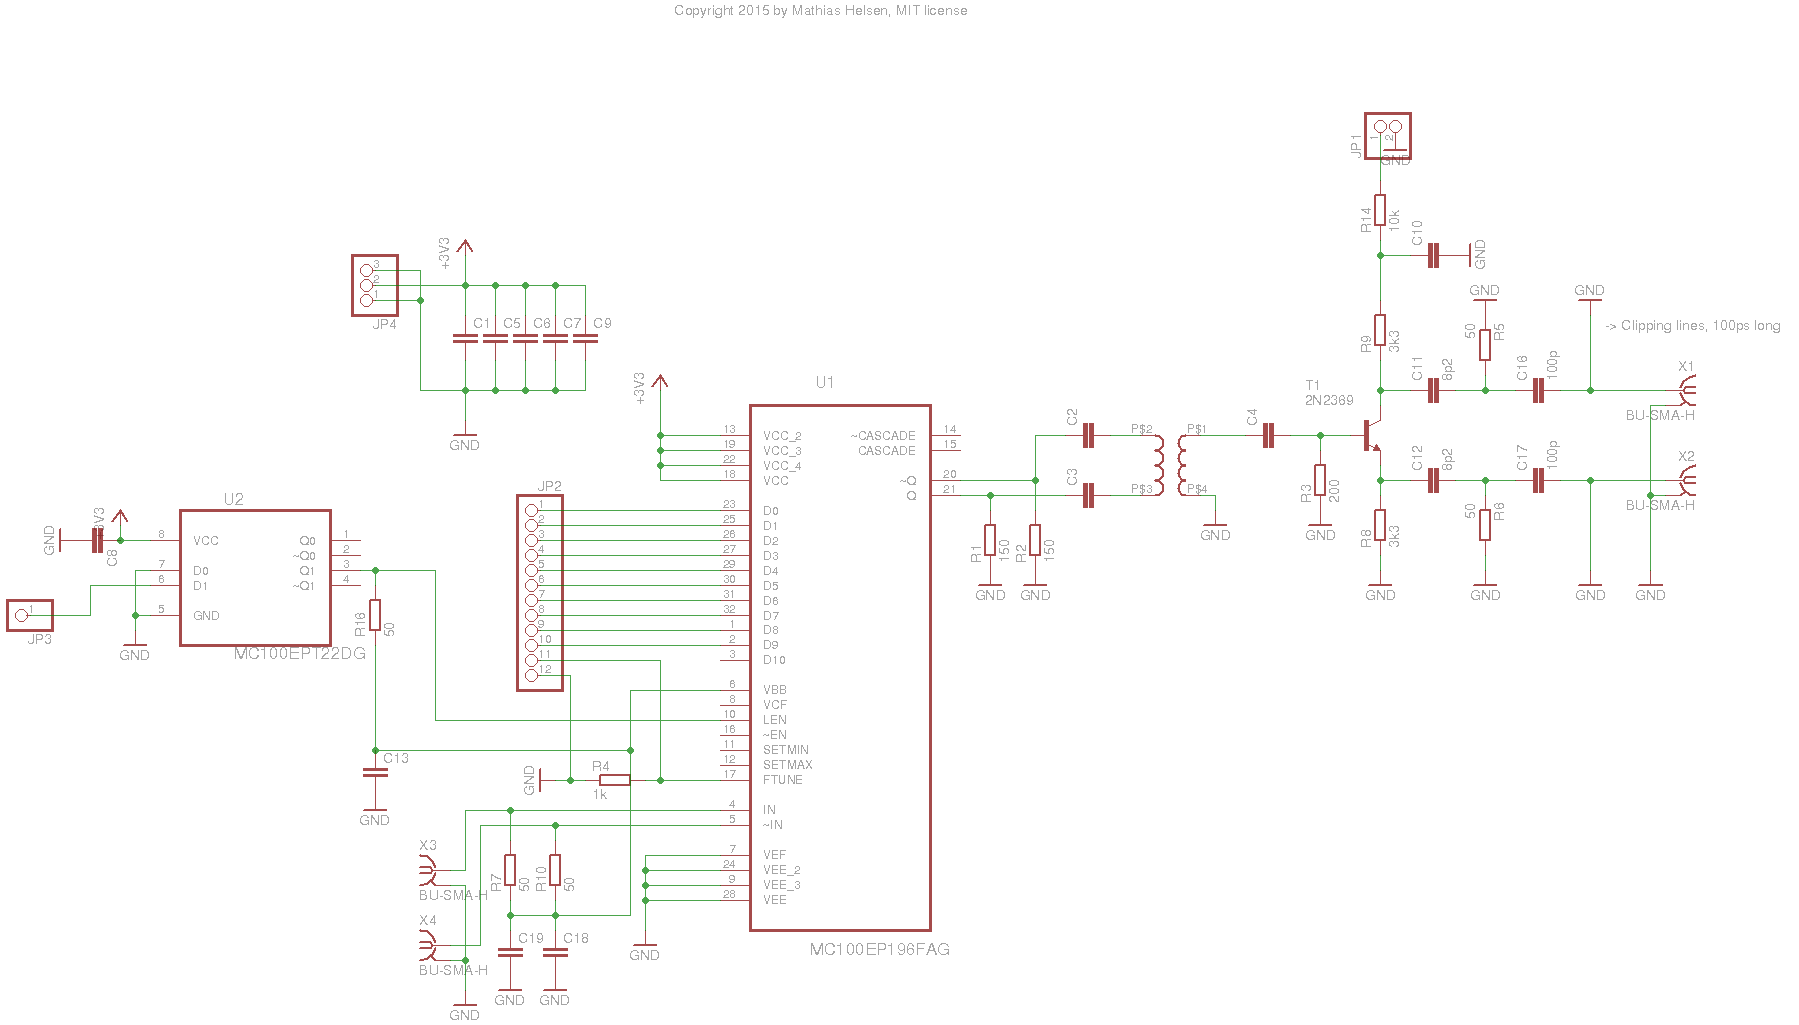 Copyright 2015 by Mathias Helsen, MIT license
JP1
1
2
GND
R14
10k
C10
GND
R9
3k3
GND
GND
-> Clipping lines, 100ps long
50
R5
C11
8p2
C16
100p
X1
BU-SMA-H
T1
2N2369
C12
8p2
C17
100p
X2
BU-SMA-H
R8
3k3
50
R6
GND
GND
GND
GND
+3V3
3
2
1
JP4
C1
C5
C6
C7
C9
GND
+3V3
U1
13
VCC_2
19
VCC_3
22
VCC_4
18
VCC
~CASCADE
14
CASCADE
15
~Q
20
Q
21
C2
C3
P$2
P$1
P$3
P$4
C4
GND
R3
200
GND
R1
150
R2
150
GND
GND
JP2
1
2
3
4
5
6
7
8
9
10
11
12
23
D0
25
D1
26
D2
27
D3
29
D4
30
D5
31
D6
32
D7
1
D8
2
D9
3
D10
6
VBB
8
VCF
10
LEN
16
~EN
11
SETMIN
12
SETMAX
17
FTUNE
4
IN
5
~IN
7
VEF
24
VEE_2
9
VEE_3
28
VEE
MC100EP196FAG
U2
GND
+3V3
C8
8
VCC
7
D0
6
D1
5
GND
Q0
1
~Q0
2
Q1
3
~Q1
4
MC100EPT22DG
1
JP3
GND
R16
50
C13
GND
GND
R4
1k
X3
BU-SMA-H
R7
50
R10
50
X4
BU-SMA-H
C19
C18
GND
GND
GND
GND